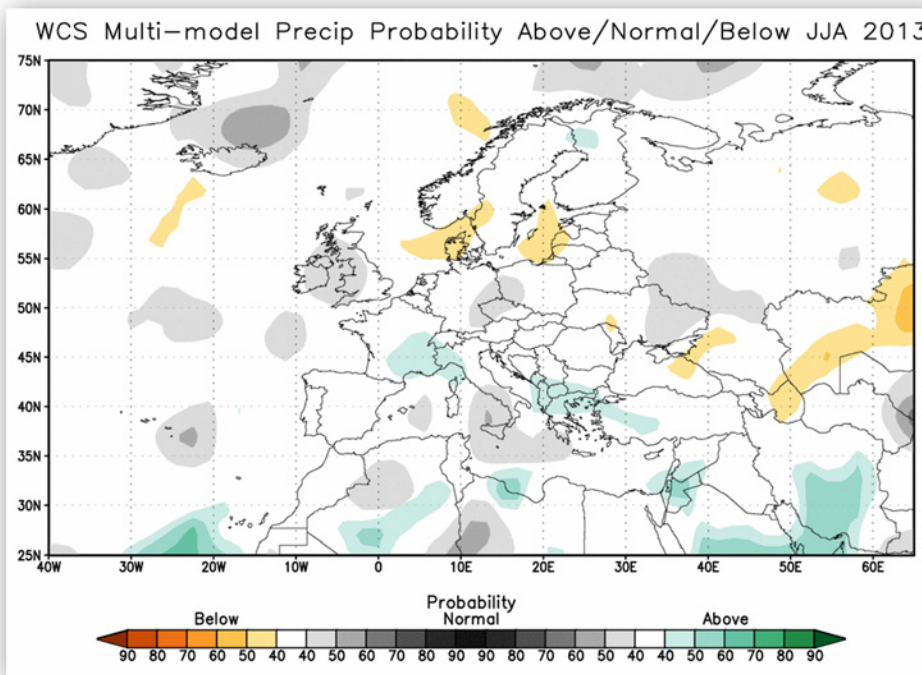 WCS Multi-model Precip Probability Above/Normal/Below JJA 2013
75N
70N
65N
60N
55N
50N
45N
40N
35N
30N
25N
40W 30W 20W 10W 0 10E 20E 30E 40E 50E 60E
Probability
Below Normal Above
90 80 70 60 50 40 40 50 60 70 80 90 80 70 60 50 40 40 50 60 70 80 90